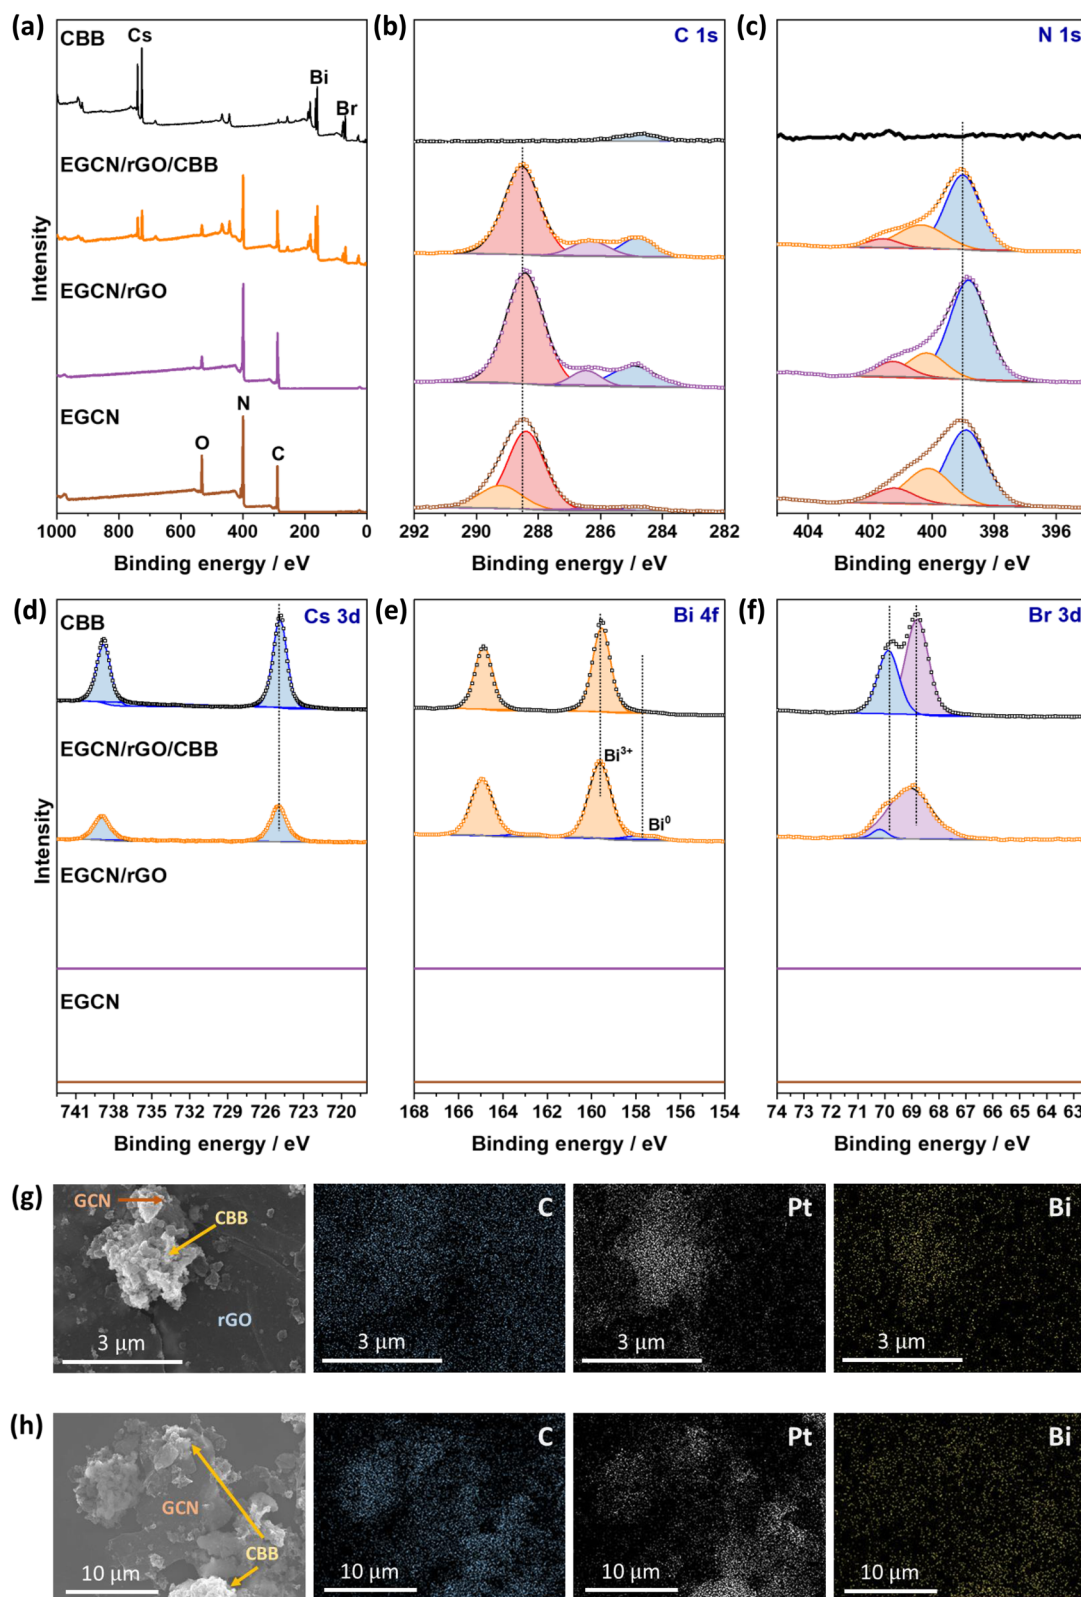 (a)
CBB
Cs
Bi
Br
EGCN/rGO/CBB
EGCN/rGO
EGCN
O
N
C
Intensity
1000 800 600 400 200 0
Binding energy / eV
(b)
C 1s
292 290 288 286 284 282
Binding energy / eV
(c)
N 1s
404 402 400 398 396
Binding energy / eV
(d)
Cs 3d
CBB
EGCN/rGO/CBB
EGCN/rGO
EGCN
Intensity
741 738 735 732 729 726 723 720
Binding energy / eV
(e)
Bi 4f
Bi3+
Bi0
168 166 164 162 160 158 156 154
Binding energy / eV
(f)
Br 3d
74 73 72 71 70 69 68 67 66 65 64 63
Binding energy / eV
(g)
GCN
CBB
rGO
3 μm
C
3 μm
Pt
3 μm
Bi
3 μm
(h)
GCN
CBB
10 μm
C
10 μm
Pt
10 μm
Bi
10 μm